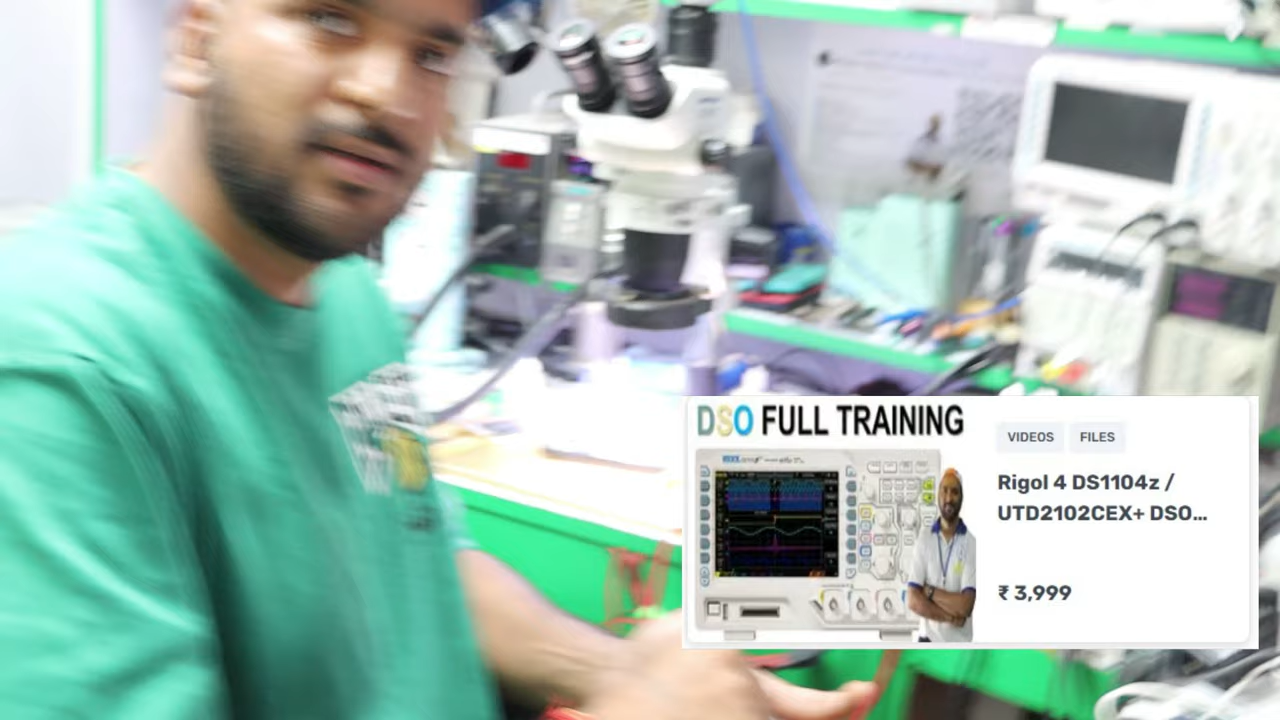 DSO FULL TRAINING
VIDEOS FILES
Rigol 4 DS1104z /
UTD2102CEX+ DSO...
₹ 3,999